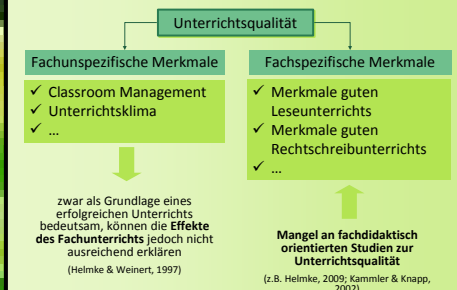 Unterrichtsqualität
Fachunspezifische Merkmale
✓ Classroom Management
✓ Unterrichtsklima
✓ ...
zwar als Grundlage eines
erfolgreichen Unterrichts
bedeutsam, können die Effekte
des Fachunterrichts jedoch nicht
ausreichend erklären
(Helmke & Weinert, 1997)
Fachspezifische Merkmale
✓ Merkmale guten
Leseunterrichts
✓ Merkmale guten
Rechtschreibunterrichts
✓ ...
Mangel an fachdidaktisch
orientierten Studien zur
Unterrichtsqualität
(z.B. Helmke, 2009; Kammler & Knapp,
2002)